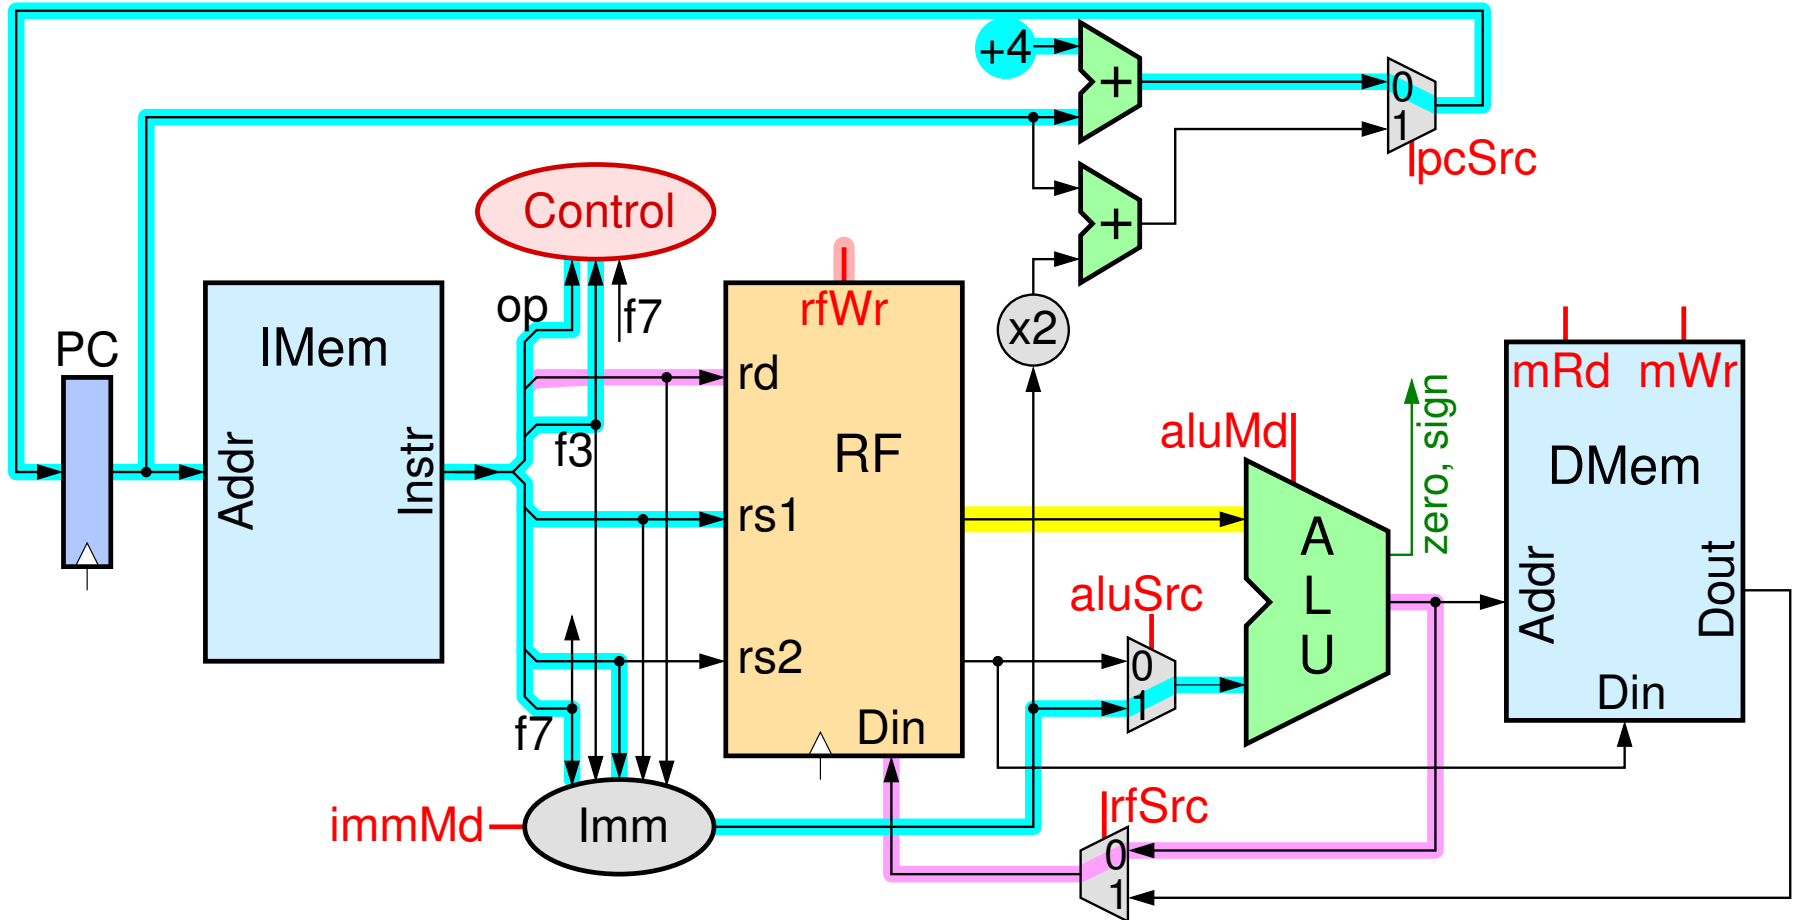 +4
+
0
1
pcSrc
Control
+
op
f7
rfWr
x2
PC
IMem
rd
mRd
mWr
zero, sign
aluMd
f3
RF
Addr
Instr
DMem
rs1
A
L
U
aluSrc
Addr
Dout
rs2
0
1
Din
f7
Din
immMd
Imm
rfSrc
0
1